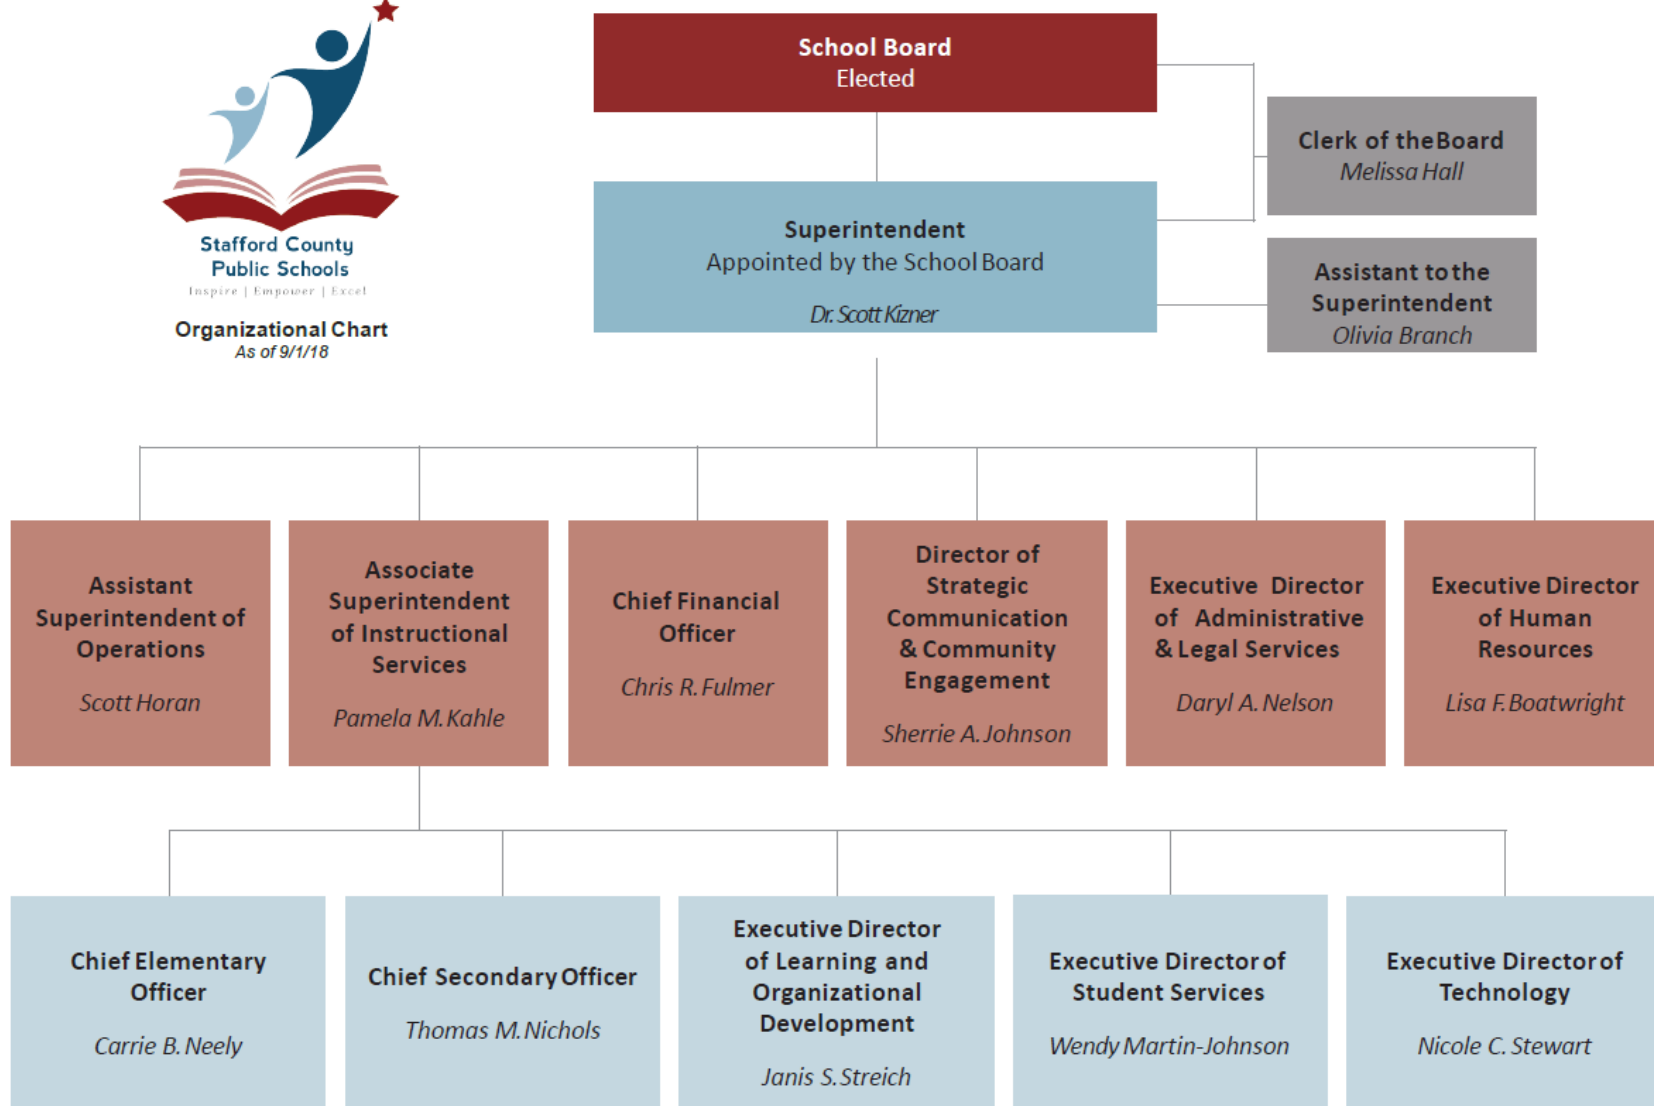 Stafford County
Public Schools
Inspire | Empower | Excel
Organizational Chart
As of 9/1/18
School Board
Elected
Clerk of the Board
Melissa Hall
Superintendent
Appointed by the School Board
Dr. Scott Kizner
Assistant to the
Superintendent
Olivia Branch
Assistant
Superintendent of
Operations
Scott Horan
Associate
Superintendent
of Instructional
Services
Pamela M. Kahle
Chief Financial
Officer
Chris R. Fulmer
Director of
Strategic
Communication
& Community
Engagement
Sherrie A. Johnson
Executive Director
of Administrative
& Legal Services
Daryl A. Nelson
Executive Director
of Human
Resources
Lisa F. Boatwright
Chief Elementary
Officer
Carrie B. Neely
Chief Secondary Officer
Thomas M. Nichols
Executive Director
of Learning and
Organizational
Development
Janis S. Streich
Executive Director of
Student Services
Wendy Martin-Johnson
Executive Director of
Technology
Nicole C. Stewart